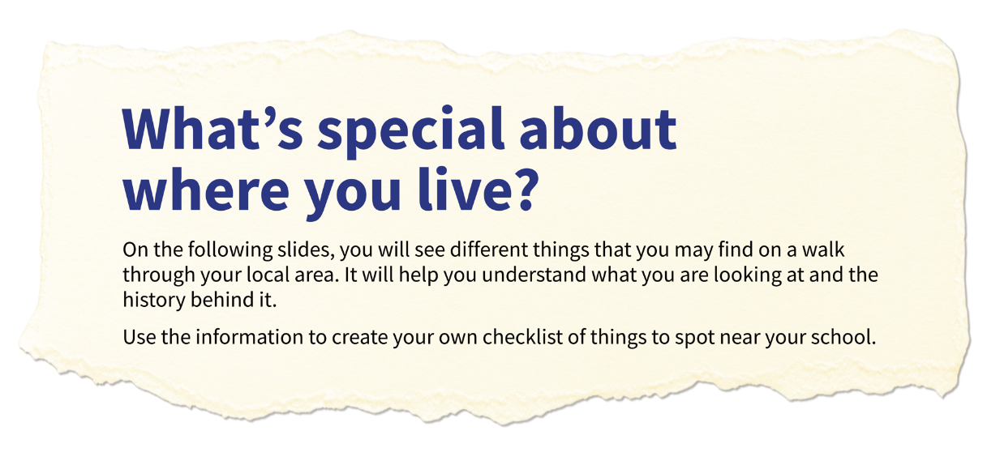 What’s special about
where you live?
On the following slides, you will see different things that you may find on a walk
through your local area. It will help you understand what you are looking at and the
history behind it.
Use the information to create your own checklist of things to spot near your school.